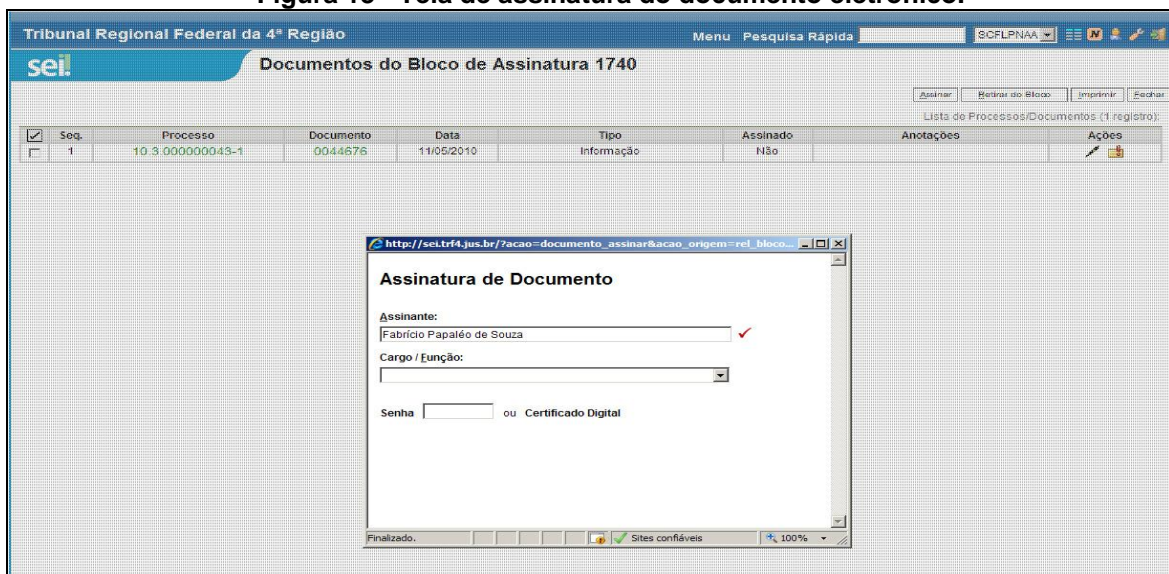 Tribunal Regional Federal da 4ª Região
Menu Pesquisa Rápida SCFLPNAA
sei!
Documentos do Bloco de Assinatura 1740
Assinar Retirar do Bloco Imprimir Fechar
Lista de Processos/Documentos (1 registro):
Seq. Processo Documento Data Tipo Assinado Anotações Ações
1 10.3.000000043-1 0044676 11/05/2010 Informação Não
http://sei.trf4.jus.br/?acao=documento_assinar&acao_origem=rel_bloco...
Assinatura de Documento
Assinante:
Fabrício Papaléo de Souza
Cargo / Função:
Senha ou Certificado Digital
Finalizado. Sites confiáveis 100%